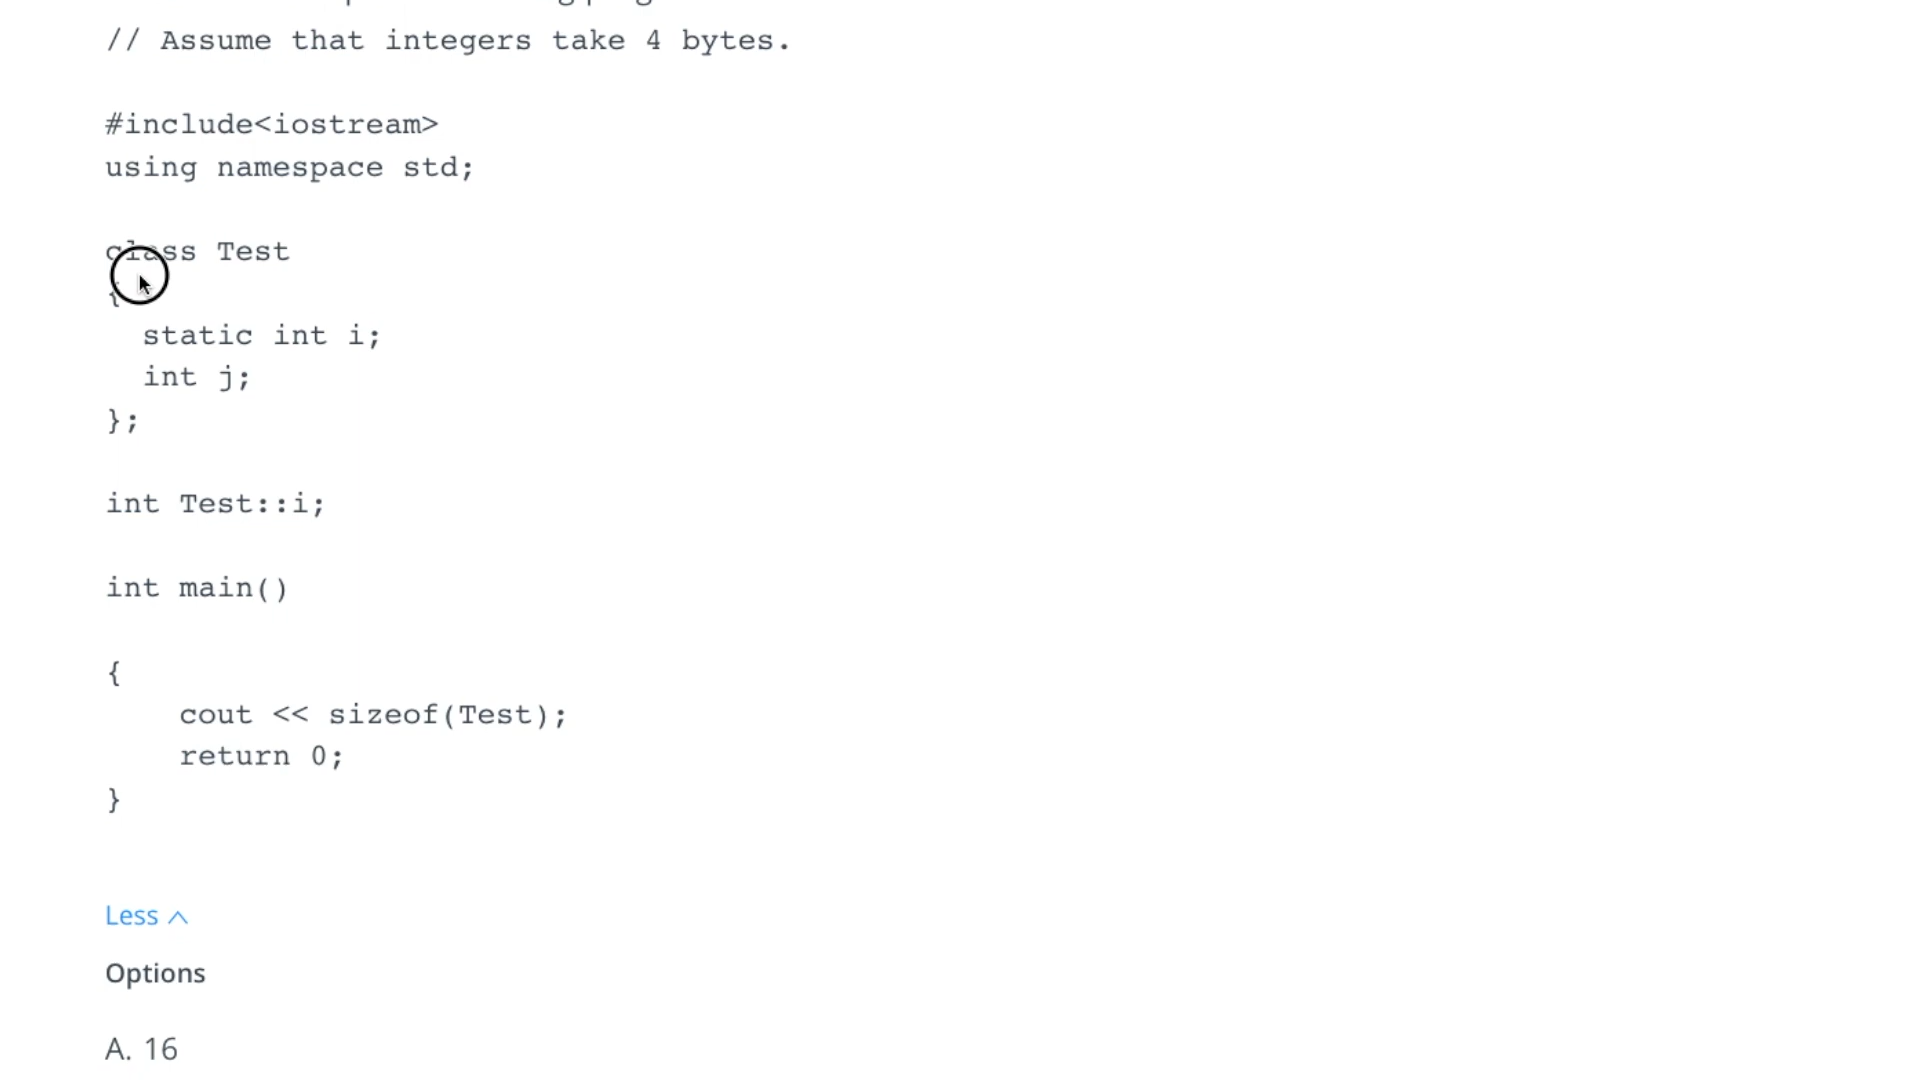 // Assume that integers take 4 bytes.
#include<iostream>
using namespace std;
class Test
{
static int i;
int j;
};
int Test::i;
int main()
{
cout << sizeof(Test);
return 0;
}
Less
Options
A. 16